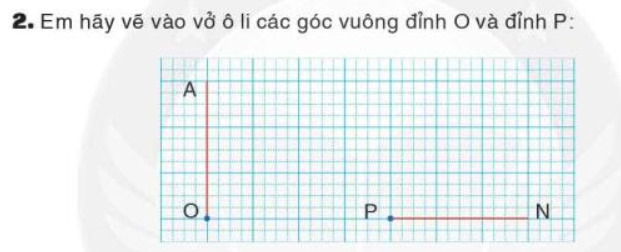 2. Em hãy vẽ vào vở ô li các góc vuông đỉnh O và đỉnh P:
A
O P N